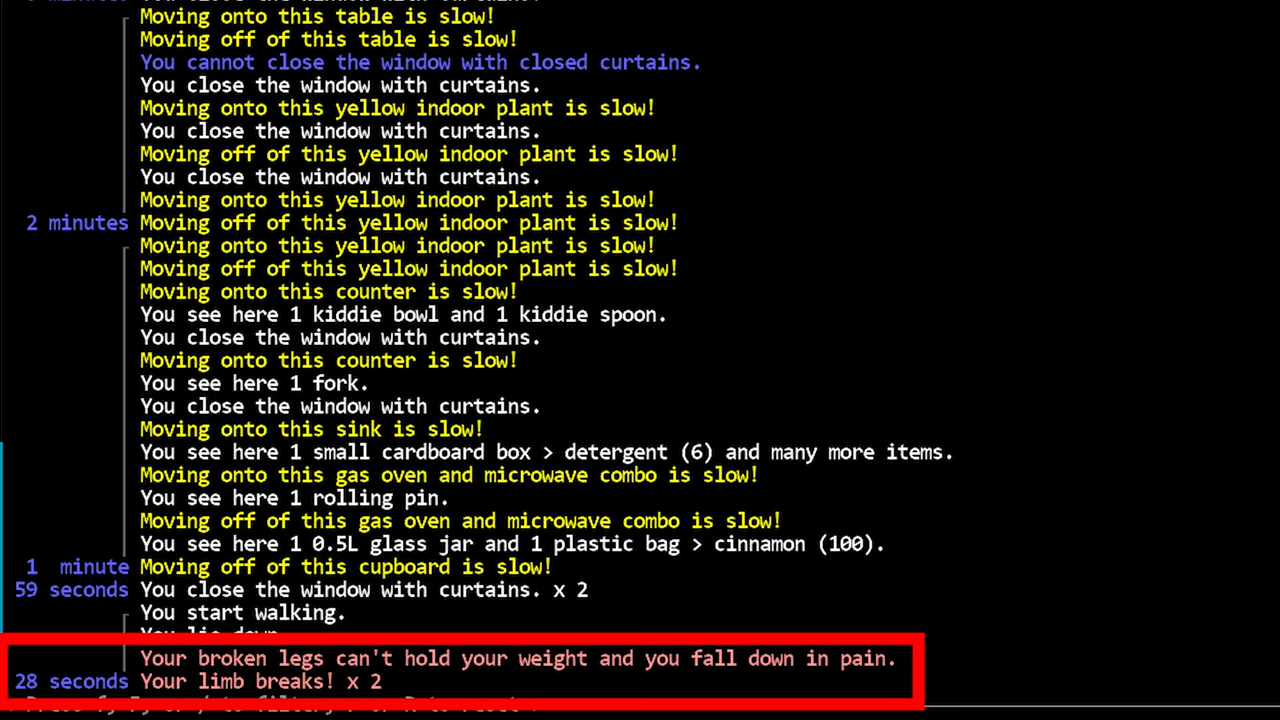 Moving onto this table is slow!
Moving off of this table is slow!
You cannot close the window with closed curtains.
You close the window with curtains.
Moving onto this yellow indoor plant is slow!
You close the window with curtains.
Moving off of this yellow indoor plant is slow!
You close the window with curtains.
Moving onto this yellow indoor plant is slow!
2 minutes Moving off of this yellow indoor plant is slow!
Moving onto this yellow indoor plant is slow!
Moving off of this yellow indoor plant is slow!
Moving onto this counter is slow!
You see here 1 kiddie bowl and 1 kiddie spoon.
You close the window with curtains.
Moving onto this counter is slow!
You see here 1 fork.
You close the window with curtains.
Moving onto this sink is slow!
You see here 1 small cardboard box > detergent (6) and many more items.
Moving onto this gas oven and microwave combo is slow!
You see here 1 rolling pin.
Moving off of this gas oven and microwave combo is slow!
You see here 1 0.5L glass jar and 1 plastic bag > cinnamon (100).
1 minute Moving off of this cupboard is slow!
59 seconds You close the window with curtains. x 2
You start walking.
You lie down
Your broken legs can't hold your weight and you fall down in pain.
28 seconds Your limb breaks! x 2